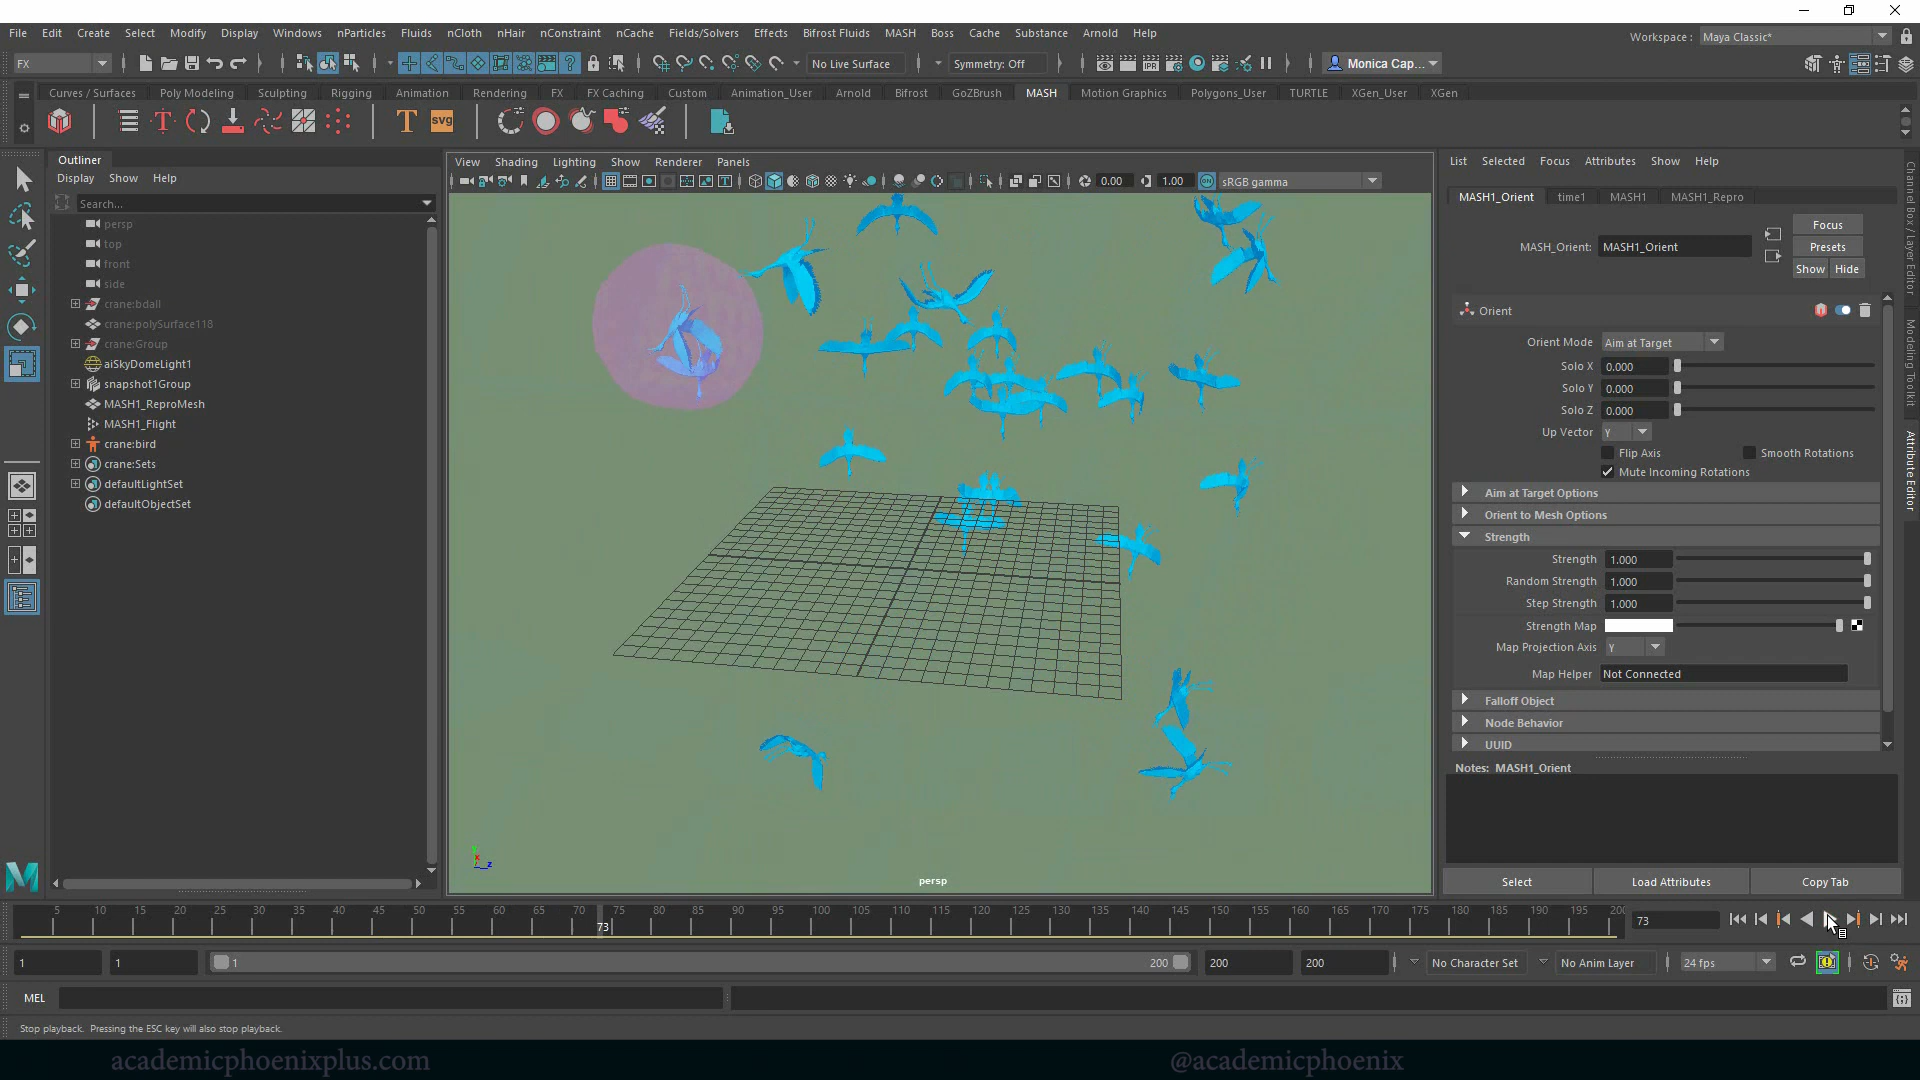 File Edit Create Select Modify Display Windows nParticles Fluids nCloth nHair nConstraint nCache Fields/Solvers Effects Bifrost Fluids MASH Boss Cache Substance Arnold Help
Workspace : Maya Classic*
FX No Live Surface Symmetry: Off IPR Monica Cap...
Curves / Surfaces Poly Modeling Sculpting Rigging Animation Rendering FX FX Caching Custom Animation_User Arnold Bifrost GoZBrush MASH Motion Graphics Polygons_User TURTLE XGen_User XGen
T T svg
Outliner
Display Show Help
Search...
persp
top
front
side
crane:bdall
crane:polySurface118
crane:Group
aiSkyDomeLight1
snapshot1Group
MASH1_ReproMesh
MASH1_Flight
crane:bird
crane:Sets
defaultLightSet
defaultObjectSet
View Shading Lighting Show Renderer Panels
0.00 1.00 ON sRGB gamma
persp
List Selected Focus Attributes Show Help
MASH1_Orient time1 MASH1 MASH1_Repro
MASH_Orient: MASH1_Orient
Focus
Presets
Show Hide
Orient
Orient Mode Aim at Target
Solo X 0.000
Solo Y 0.000
Solo Z 0.000
Up Vector Y
Flip Axis Smooth Rotations
Mute Incoming Rotations
Aim at Target Options
Orient to Mesh Options
Strength
Strength 1.000
Random Strength 1.000
Step Strength 1.000
Strength Map
Map Projection Axis Y
Map Helper Not Connected
Falloff Object
Node Behavior
UUID
Notes: MASH1_Orient
Select Load Attributes Copy Tab
Channel Box / Layer Editor
Modeling Toolkit
Attribute Editor
5 10 15 20 25 30 35 40 45 50 55 60 65 70 75 80 85 90 95 100 105 110 115 120 125 130 135 140 145 150 155 160 165 170 175 180 185 190 195 200
73 73
1 1 1 200 200 200 No Character Set No Anim Layer 24 fps
MEL
Stop playback. Pressing the ESC key will also stop playback.
academicphoenixplus.com @academicphoenix